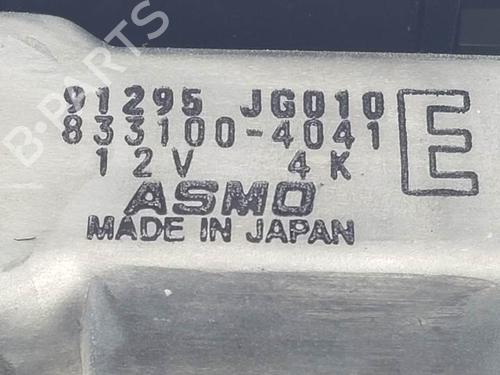 91295 JG010
833100-4041 E
12V 4K
ASMO
MADE IN JAPAN
B-PARTS